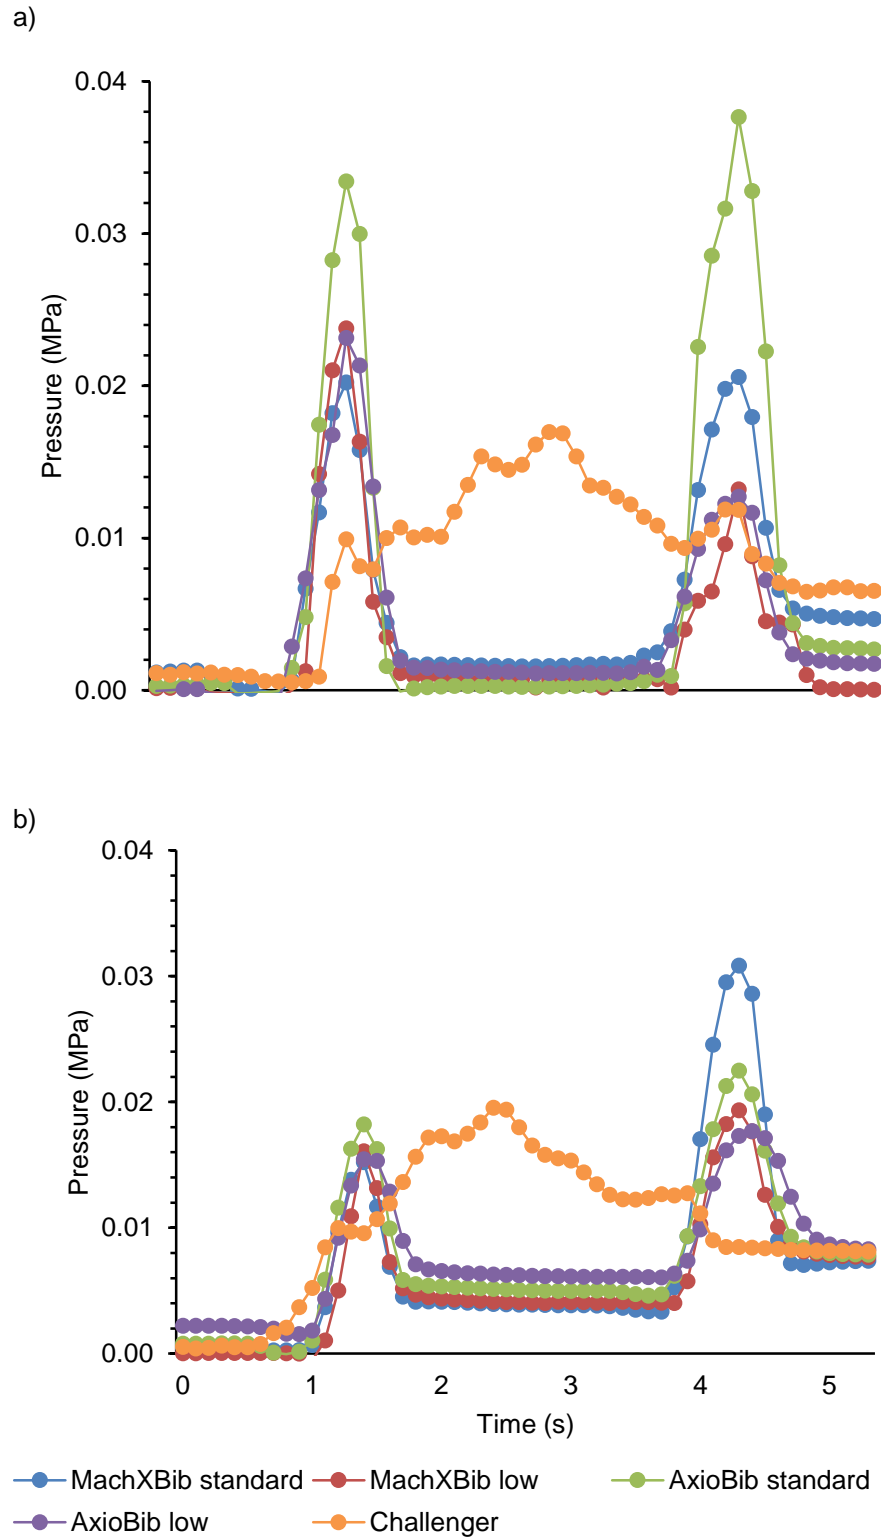 a)
0.04
0.03
0.02
0.01
0.00
Pressure (MPa)
b)
0.04
0.03
0.02
0.01
0.00
Pressure (MPa)
0 1 2 3 4 5
Time (s)
MachXBib standard MachXBib low AxioBib standard
AxioBib low Challenger